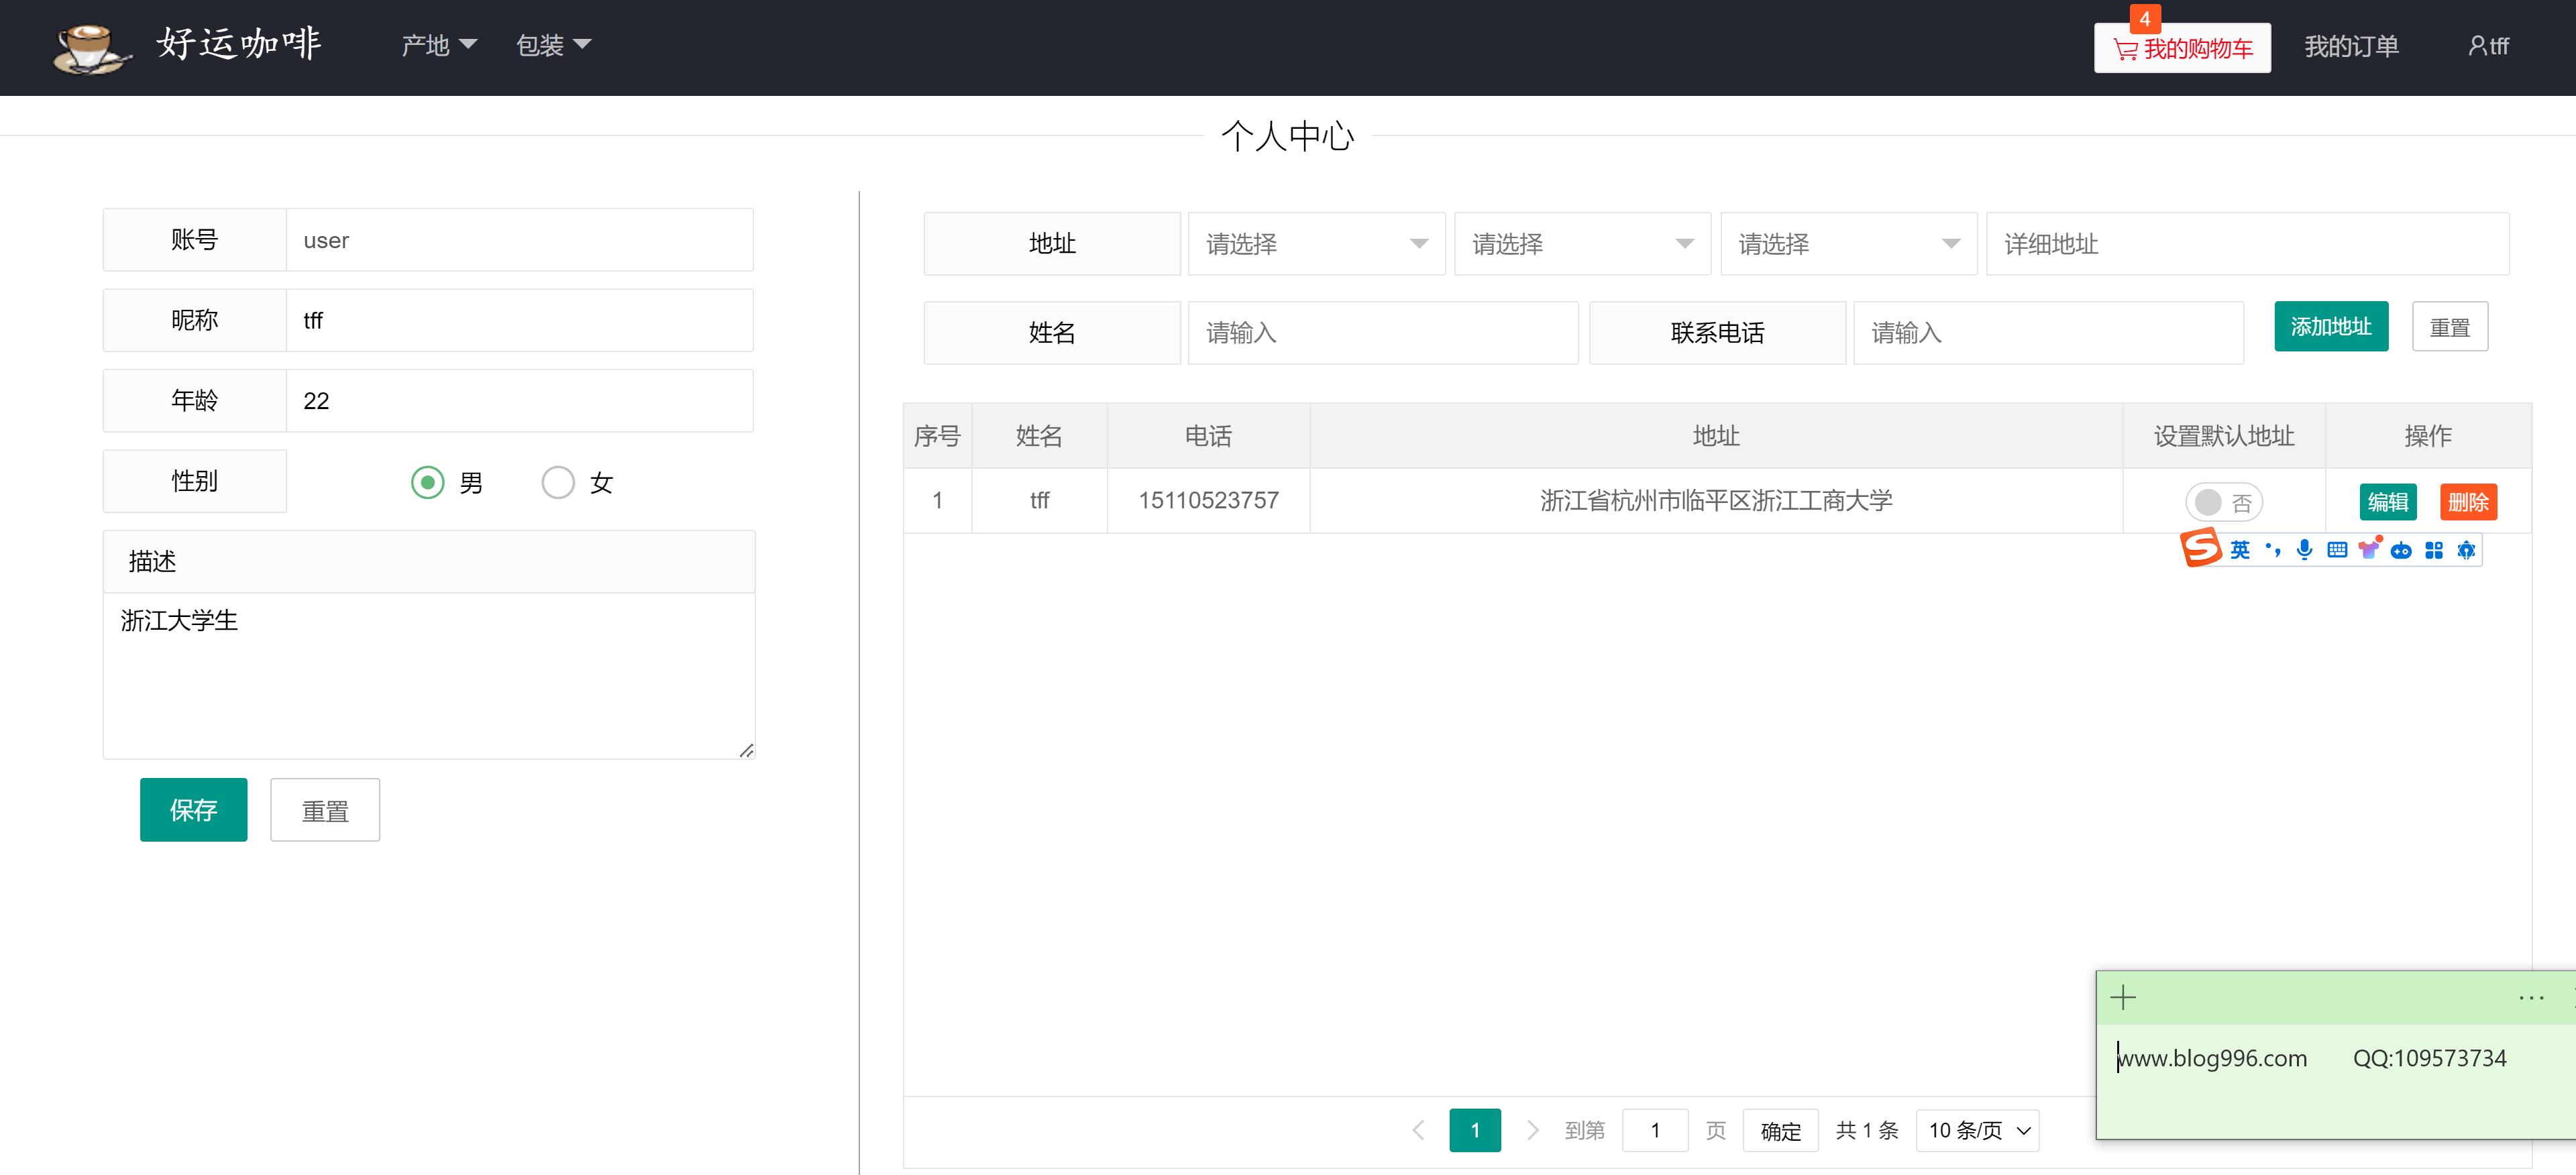 好运咖啡 产地 包装 4 我的购物车 我的订单 tff
个人中心
账号 user
昵称 tff
年龄 22
性别 男 女
描述
浙江大学生
保存 重置
地址 请选择 请选择 请选择 详细地址
姓名 请输入 联系电话 请输入 添加地址 重置
序号 姓名 电话 地址 设置默认地址 操作
1 tff 15110523757 浙江省杭州市临平区浙江工商大学 否 编辑 删除
S 英
www.blog996.com QQ:109573734
1 到第 1 页 确定 共 1 条 10 条/页